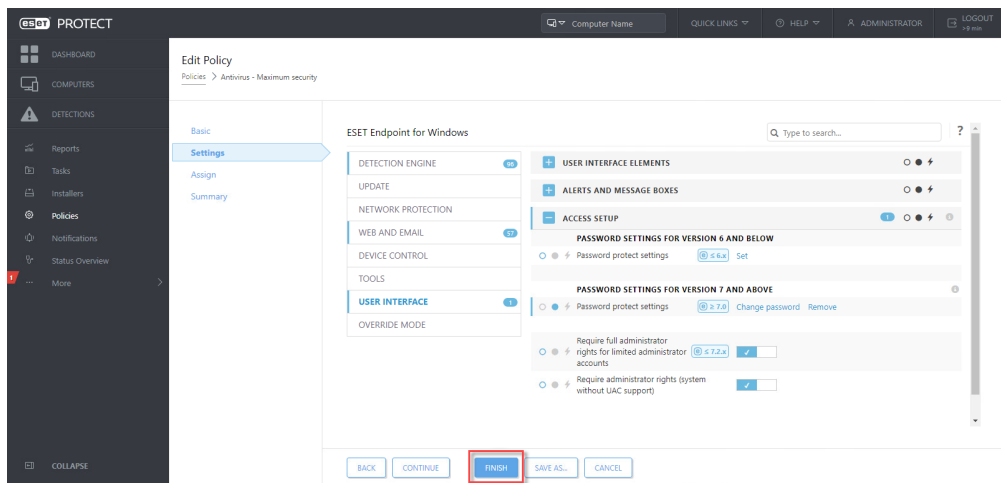 eset PROTECT
Computer Name
QUICK LINKS
HELP
ADMINISTRATOR
LOGOUT
>9 min
DASHBOARD
COMPUTERS
DETECTIONS
Reports
Tasks
Installers
Policies
Notifications
Status Overview
1
More
COLLAPSE
Edit Policy
Policies > Antivirus - Maximum security
Basic
Settings
Assign
Summary
ESET Endpoint for Windows
Type to search...
?
DETECTION ENGINE
UPDATE
NETWORK PROTECTION
WEB AND EMAIL 57
DEVICE CONTROL
TOOLS
USER INTERFACE 1
OVERRIDE MODE
USER INTERFACE ELEMENTS
ALERTS AND MESSAGE BOXES
ACCESS SETUP 1
PASSWORD SETTINGS FOR VERSION 6 AND BELOW
Password protect settings ≤ 6.x Set
PASSWORD SETTINGS FOR VERSION 7 AND ABOVE
Password protect settings ≥ 7.0 Change password Remove
Require full administrator
rights for limited administrator ≤ 7.2.x
accounts
Require administrator rights (system
without UAC support)
BACK
CONTINUE
FINISH
SAVE AS...
CANCEL